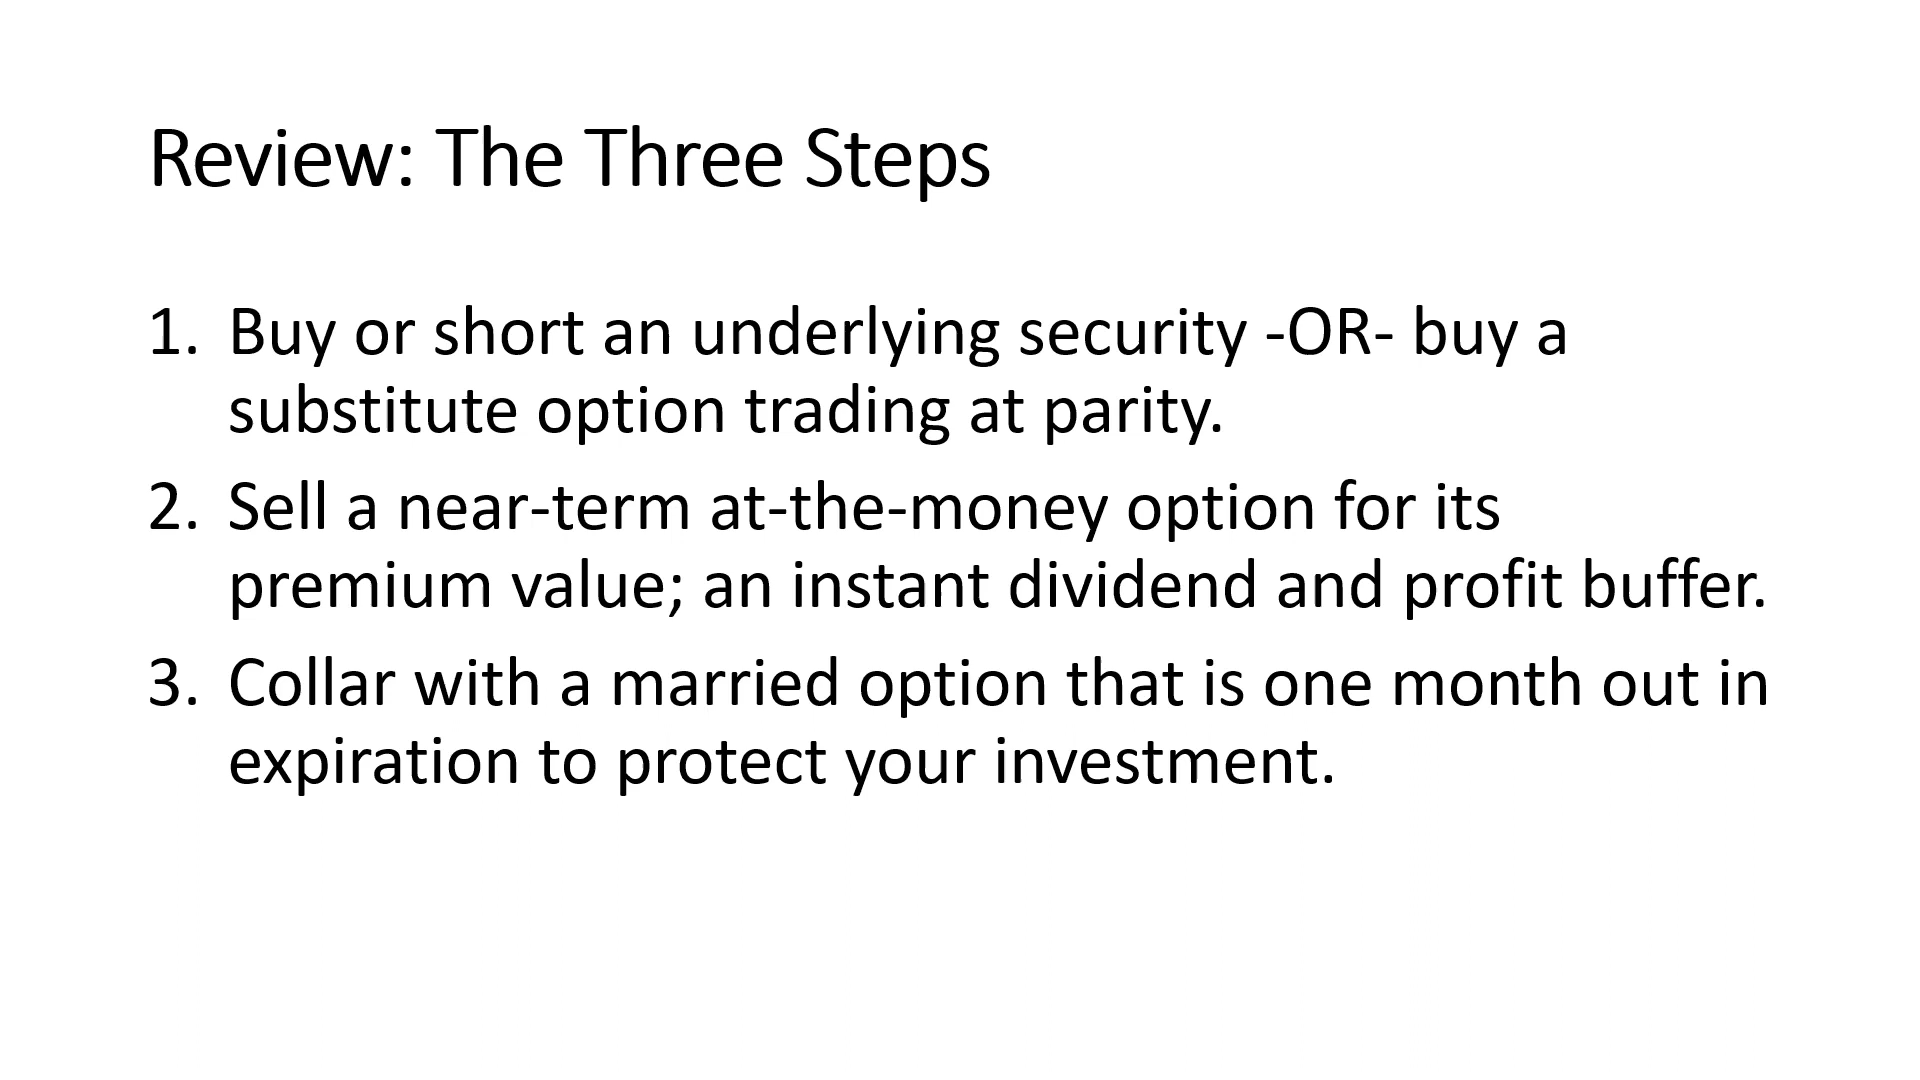 Review: The Three Steps
1. Buy or short an underlying security -OR- buy a
substitute option trading at parity.
2. Sell a near-term at-the-money option for its
premium value; an instant dividend and profit buffer.
3. Collar with a married option that is one month out in
expiration to protect your investment.